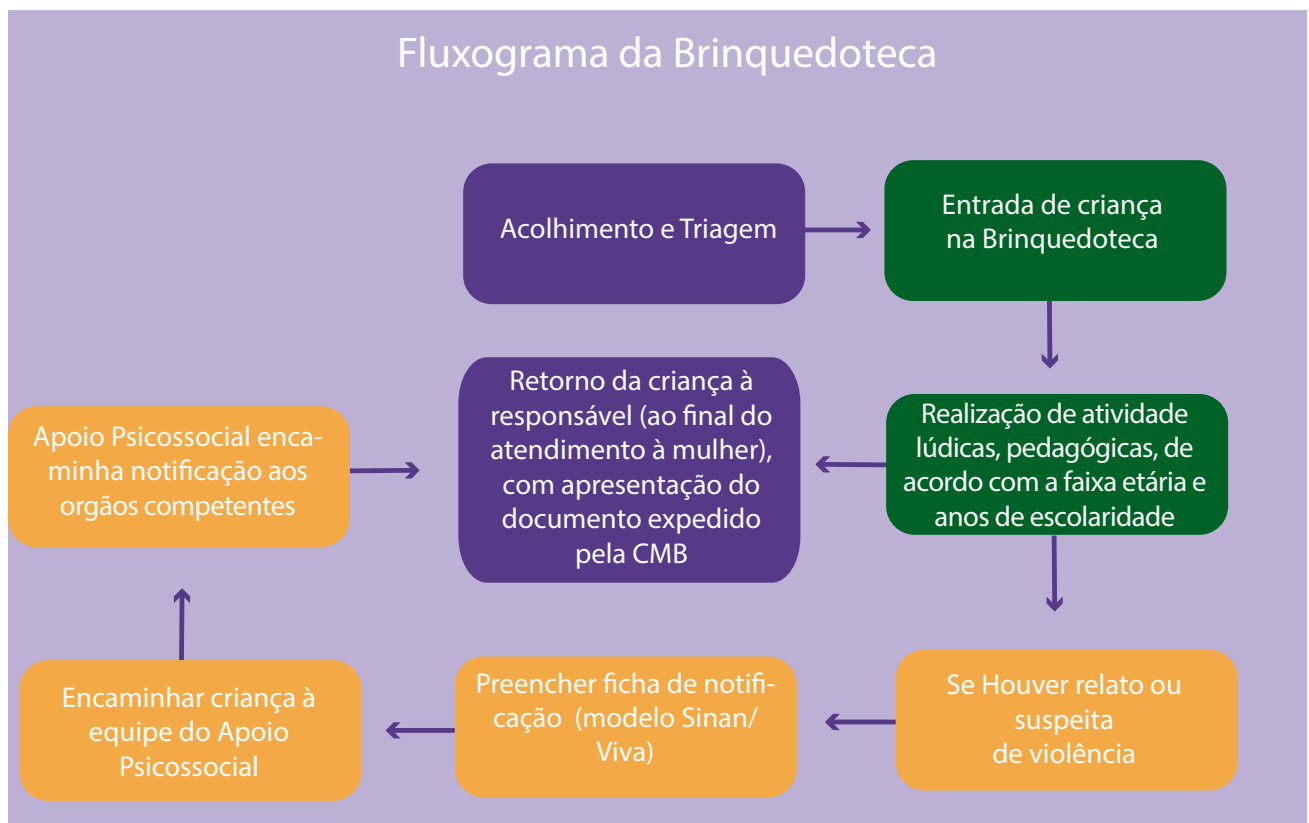 Fluxograma da Brinquedoteca
Acolhimento e Triagem
Entrada de criança
na Brinquedoteca
Realização de atividade
lúdicas, pedagógicas, de
acordo com a faixa etária e
anos de escolaridade
Retorno da criança à
responsável (ao final do
atendimento à mulher),
com apresentação do
documento expedido
pela CMB
Se Houver relato ou
suspeita
de violência
Preencher ficha de notifi-
cação (modelo Sinan/
Viva)
Encaminhar criança à
equipe do Apoio
Psicossocial
Apoio Psicossocial enca-
minha notificação aos
orgãos competentes